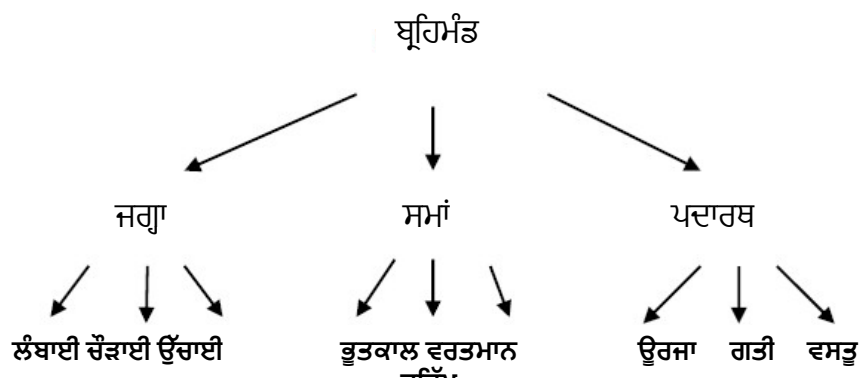 ਬ੍ਰਹਿਮੰਡ
ਜਗ੍ਹਾ ਸਮਾਂ ਪਦਾਰਥ
ਲੰਬਾਈ ਚੌੜਾਈ ਉੱਚਾਈ ਭੂਤਕਾਲ ਵਰਤਮਾਨ ਊਰਜਾ ਗਤੀ ਵਸਤੂ